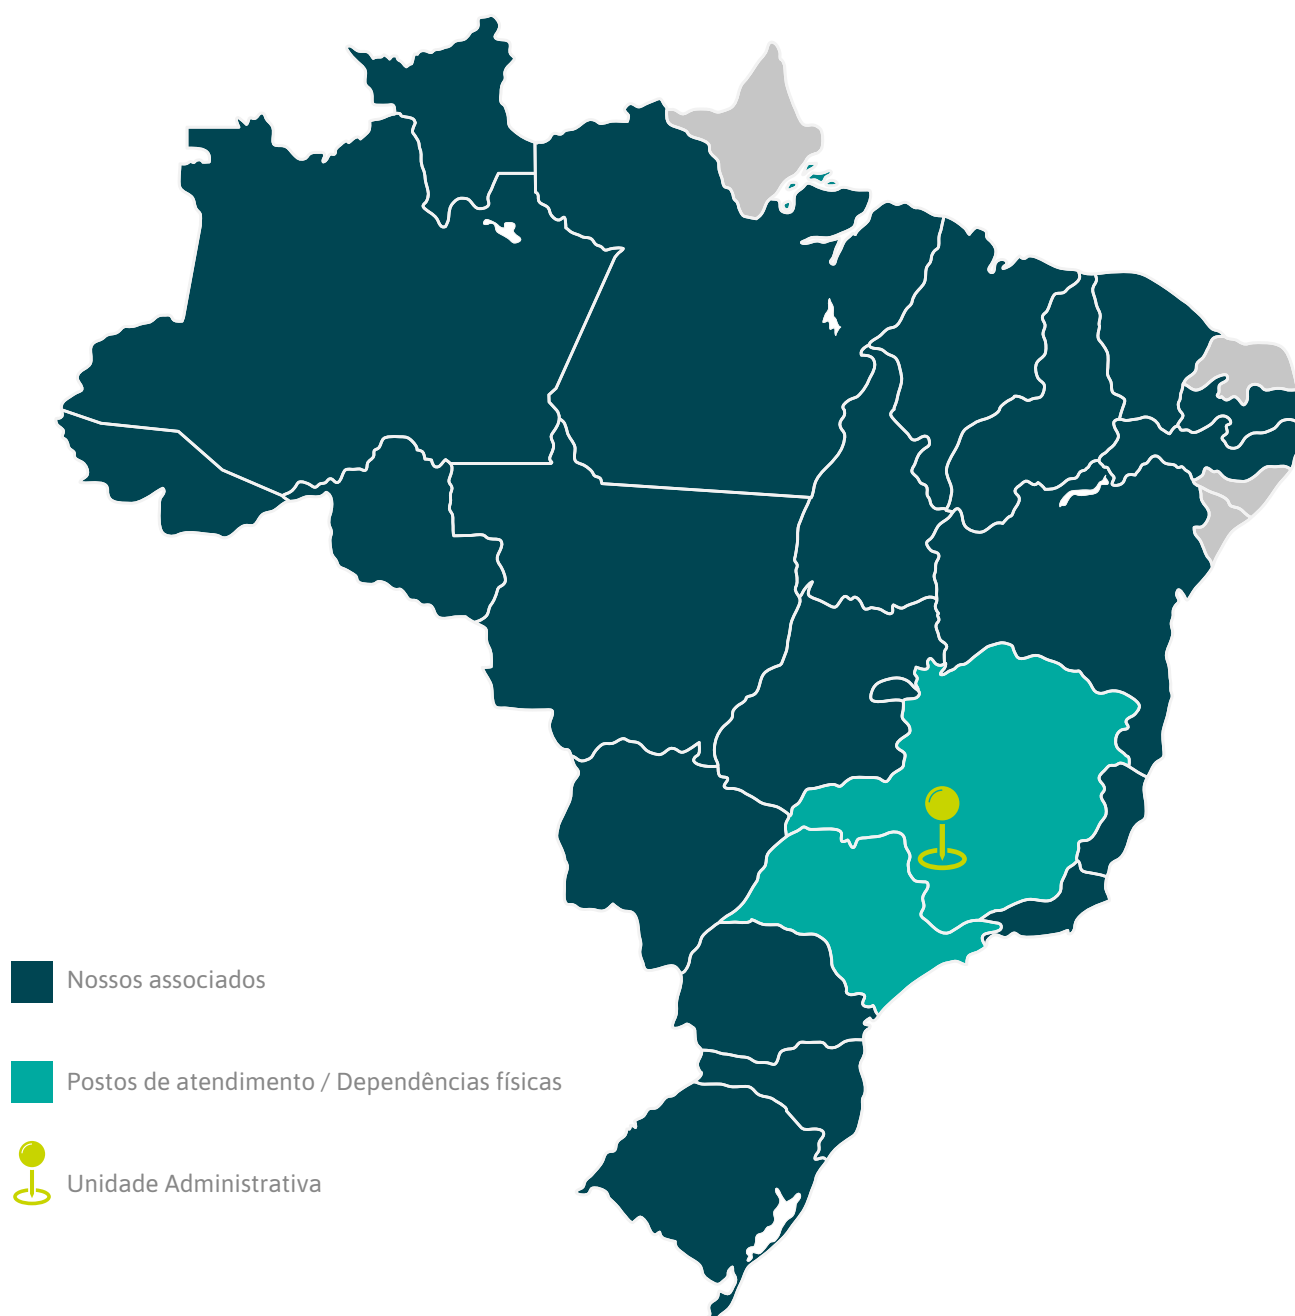 Nossos associados
Postos de atendimento / Dependências físicas
Unidade Administrativa